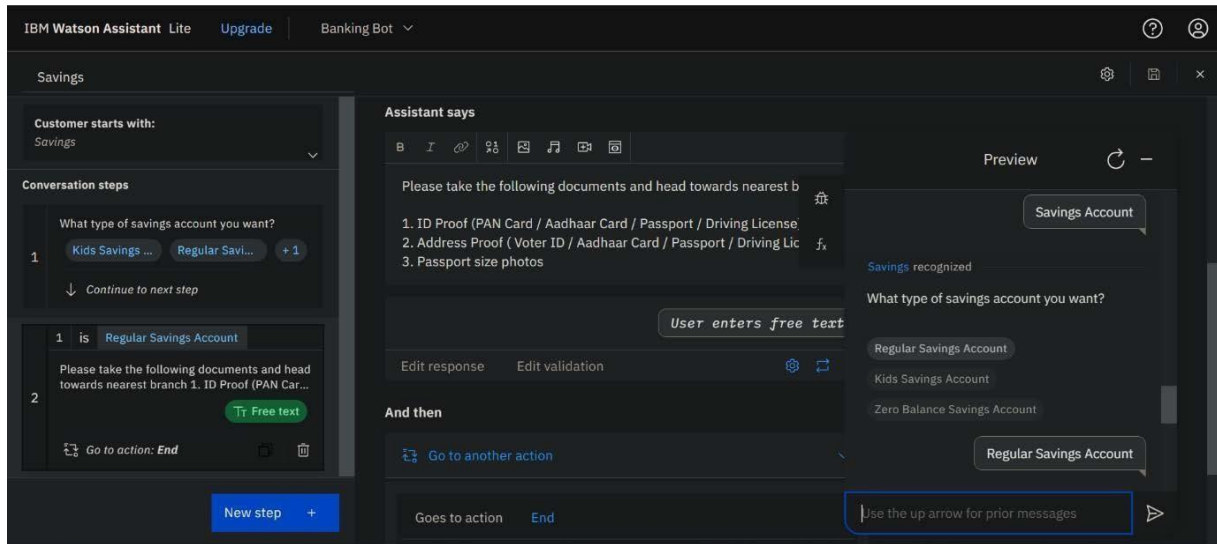 IBM Watson Assistant Lite Upgrade Banking Bot
Savings
Customer starts with:
Savings
Conversation steps
1
What type of savings account you want?
Kids Savings ... Regular Savi... + 1
Continue to next step
2
1 is Regular Savings Account
Please take the following documents and head
towards nearest branch 1. ID Proof (PAN Car...
Free text
Go to action: End
New step +
Assistant says
B I
Please take the following documents and head towards nearest b
1. ID Proof (PAN Card / Aadhaar Card / Passport / Driving License)
2. Address Proof ( Voter ID / Aadhaar Card / Passport / Driving Lic
3. Passport size photos
User enters free text
Edit response Edit validation
And then
Go to another action
Goes to action End
Preview
Savings Account
Savings recognized
What type of savings account you want?
Regular Savings Account
Kids Savings Account
Zero Balance Savings Account
Regular Savings Account
Use the up arrow for prior messages